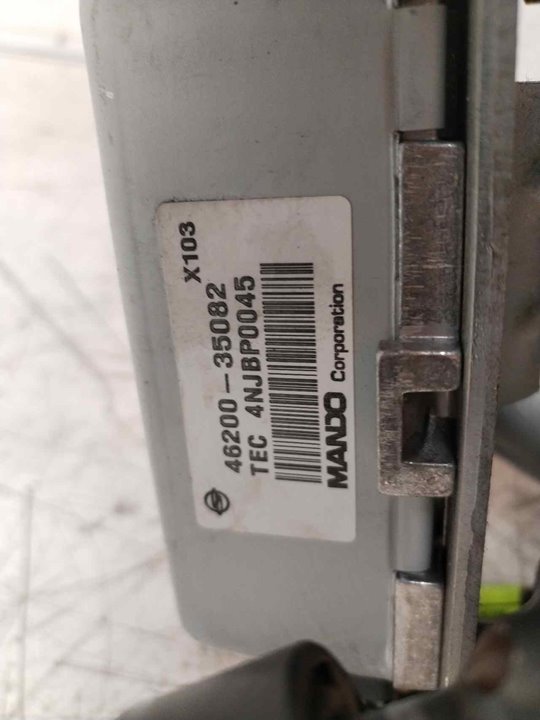 X103
46200-35082
TEC 4NJBP0045
MANDO Corporation